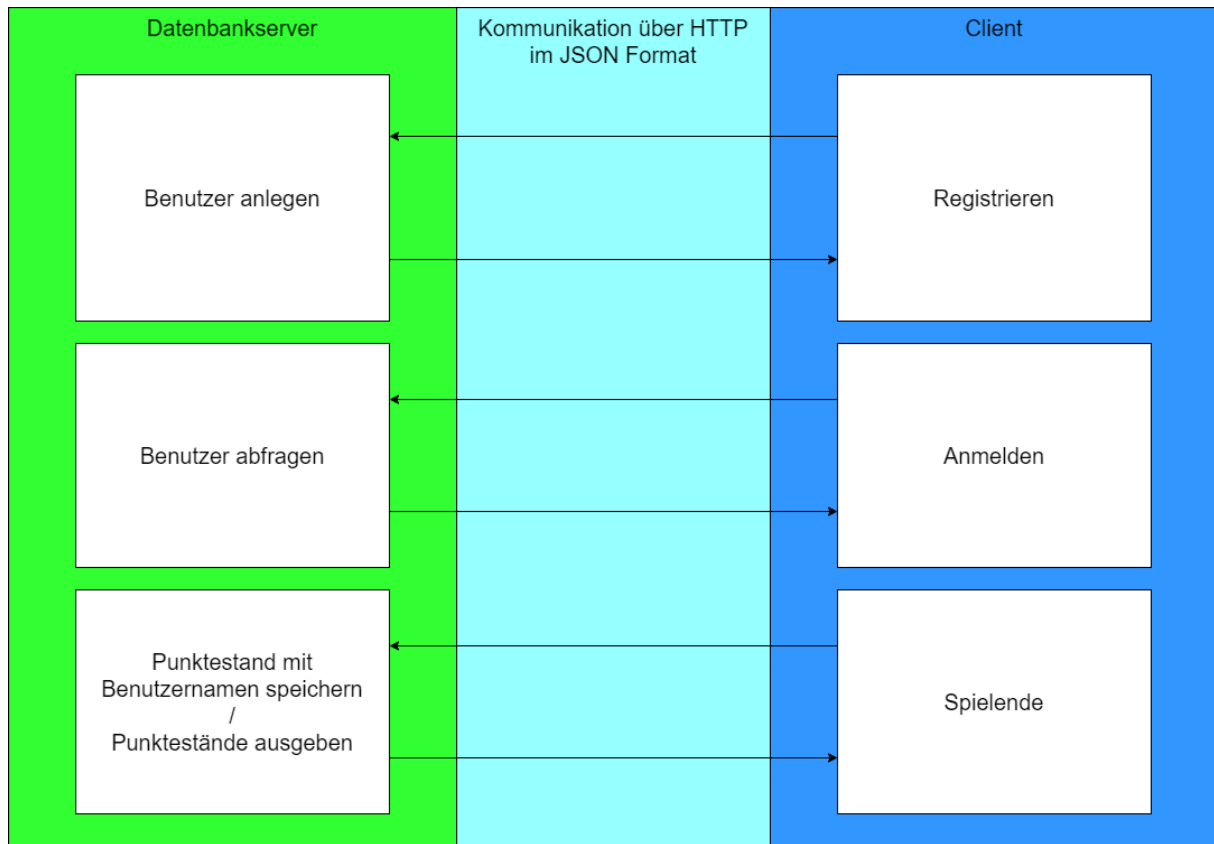 Datenbankserver
Kommunikation über HTTP
im JSON Format
Client
Benutzer anlegen
Registrieren
Benutzer abfragen
Anmelden
Punktestand mit
Benutzernamen speichern
/
Punktestände ausgeben
Spielende